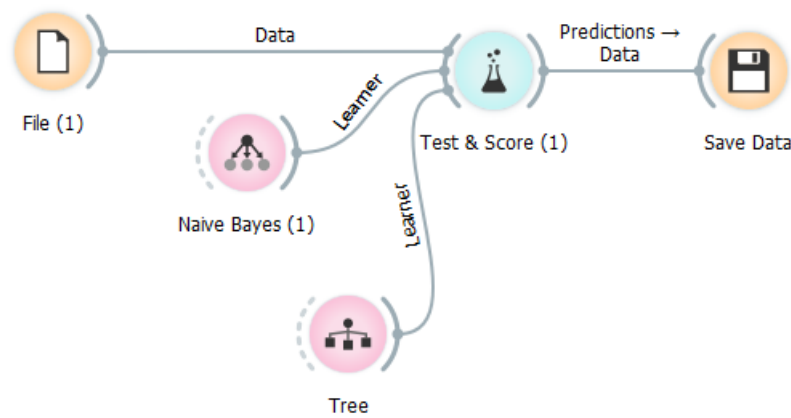 Data
Predictions →
Data
File (1)
Learner
Test & Score (1)
Save Data
Naive Bayes (1)
Learner
Tree